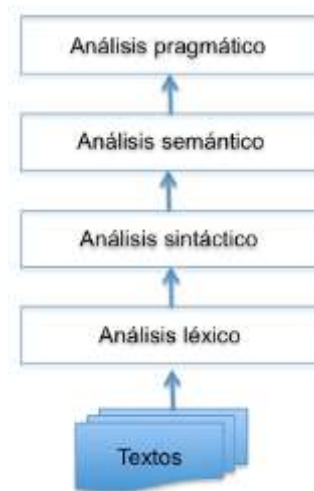 Análisis pragmático
Análisis semántico
Análisis sintáctico
Análisis léxico
Textos